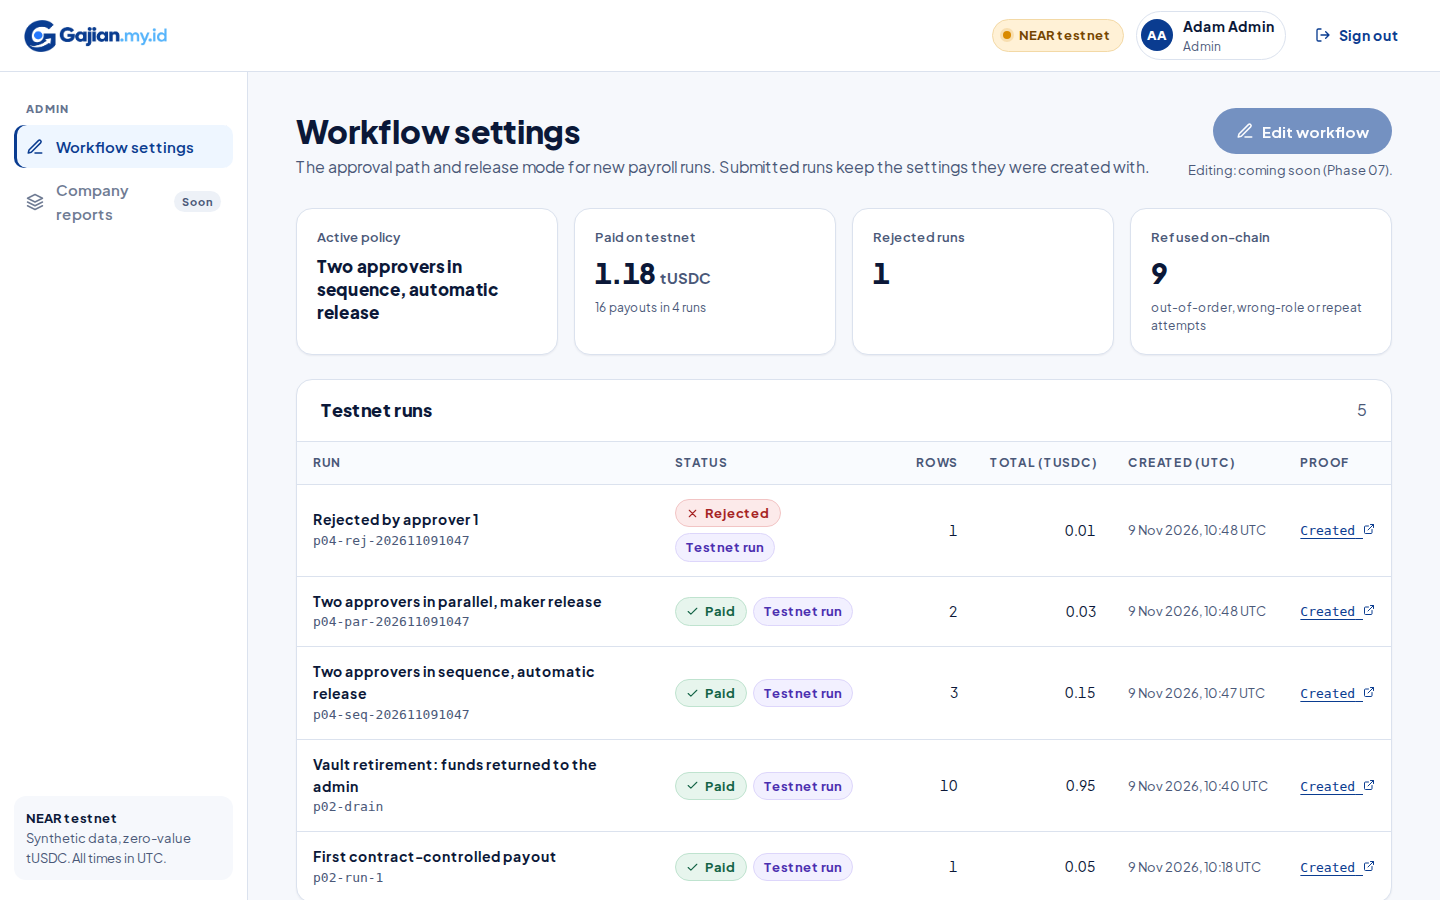 Gajian.my.id
NEAR testnet
AA
Adam Admin
Admin
Sign out
ADMIN
Workflow settings
Company
reports
Soon
NEAR testnet
Synthetic data, zero-value
tUSDC. All times in UTC.
Workflow settings
The approval path and release mode for new payroll runs. Submitted runs keep the settings they were created with.
Edit workflow
Editing: coming soon (Phase 07).
Active policy
Two approvers in
sequence, automatic
release
Paid on testnet
1.18 tUSDC
16 payouts in 4 runs
Rejected runs
1
Refused on-chain
9
out-of-order, wrong-role or repeat
attempts
Testnet runs
5
RUN STATUS ROWS TOTAL (TUSDC) CREATED (UTC) PROOF
Rejected by approver 1
p04-rej-202611091047
Rejected
Testnet run
1 0.01 9 Nov 2026, 10:48 UTC Created
Two approvers in parallel, maker release
p04-par-202611091047
Paid Testnet run 2 0.03 9 Nov 2026, 10:48 UTC Created
Two approvers in sequence, automatic
release
p04-seq-202611091047
Paid Testnet run 3 0.15 9 Nov 2026, 10:47 UTC Created
Vault retirement: funds returned to the
admin
p02-drain
Paid Testnet run 10 0.95 9 Nov 2026, 10:40 UTC Created
First contract-controlled payout
p02-run-1
Paid Testnet run 1 0.05 9 Nov 2026, 10:18 UTC Created